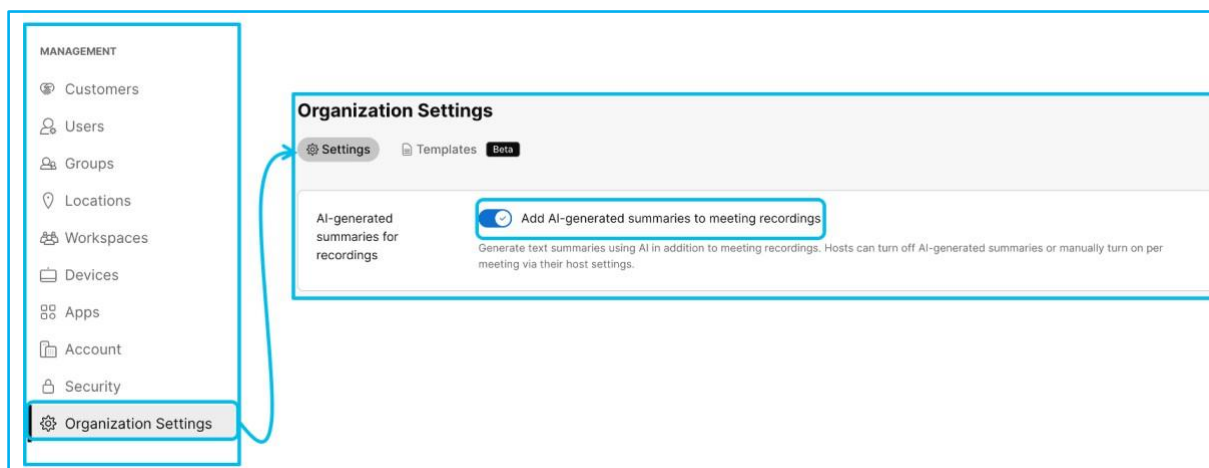 MANAGEMENT
Customers
Users
Groups
Locations
Workspaces
Devices
Apps
Account
Security
Organization Settings
Organization Settings
Settings
Templates Beta
AI-generated
summaries for
recordings
Add AI-generated summaries to meeting recordings
Generate text summaries using AI in addition to meeting recordings. Hosts can turn off AI-generated summaries or manually turn on per
meeting via their host settings.